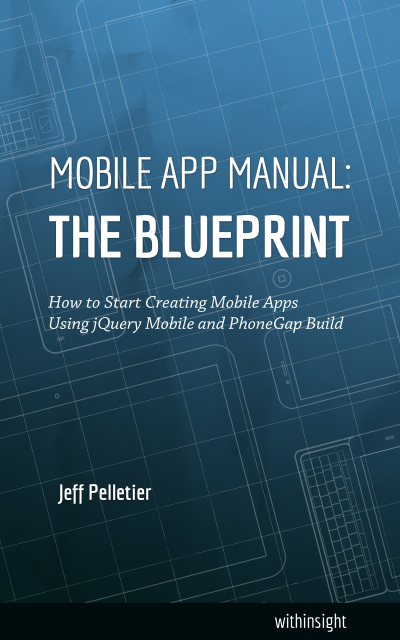 MOBILE APP MANUAL:
THE BLUEPRINT
How to Start Creating Mobile Apps
Using jQuery Mobile and PhoneGap Build
Jeff Pelletier
withinsight